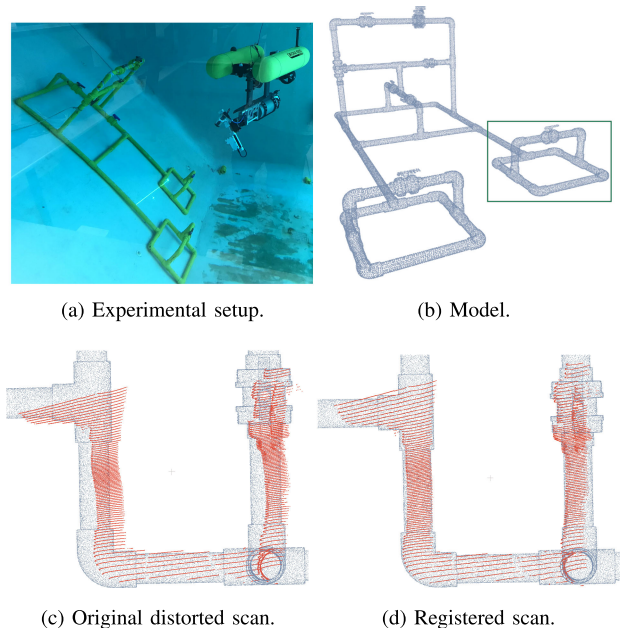 (a) Experimental setup.
(b) Model.
(c) Original distorted scan.
(d) Registered scan.